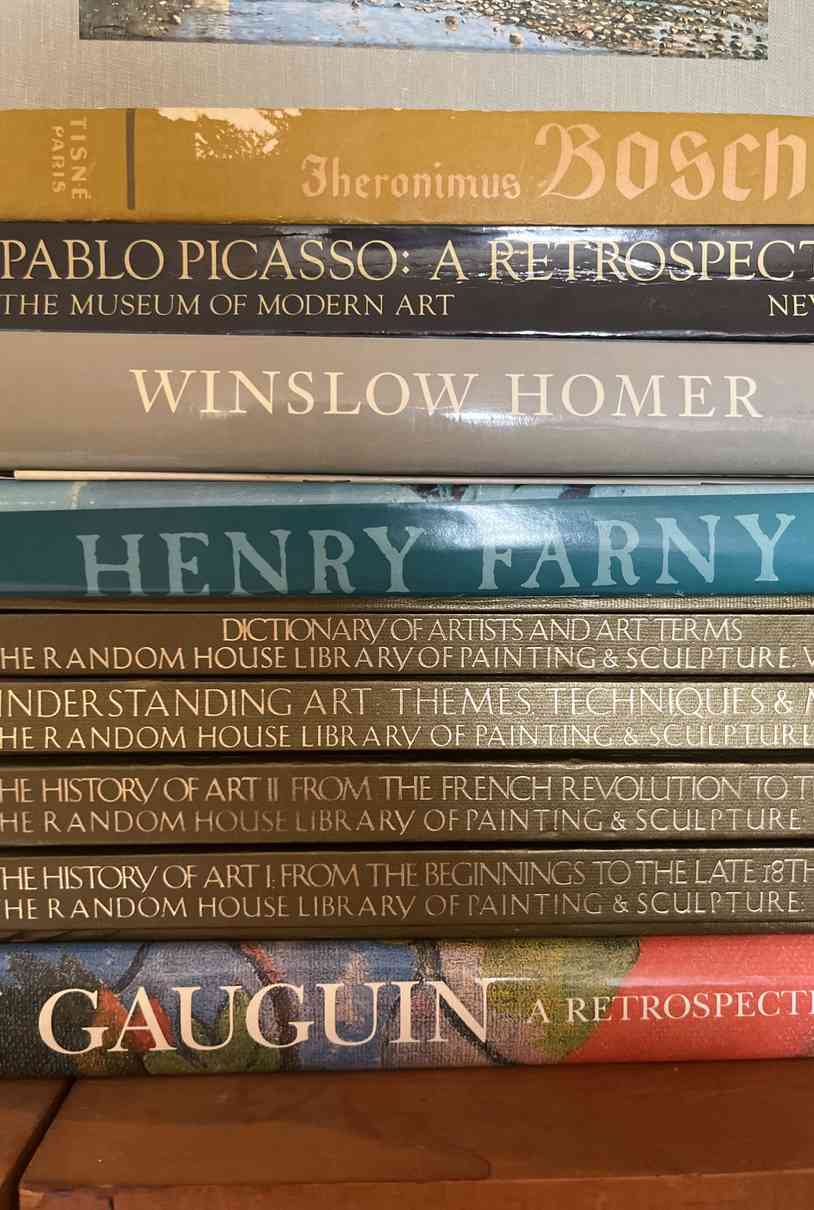 TISNÉ
PARIS
Jheronimus BOSCH
PABLO PICASSO: A RETROSPECT
THE MUSEUM OF MODERN ART NEW
WINSLOW HOMER
HENRY FARNY
DICTIONARY OF ARTISTS AND ART TERMS
HE RANDOM HOUSE LIBRARY OF PAINTING & SCULPTURE: V
UNDERSTANDING ART: THEMES, TECHNIQUES & M
HE RANDOM HOUSE LIBRARY OF PAINTING & SCULPTURE
HE HISTORY OF ART II FROM THE FRENCH REVOLUTION TO T
HE RANDOM HOUSE LIBRARY OF PAINTING & SCULPTURE
THE HISTORY OF ART I: FROM THE BEGINNINGS TO THE LATE 18TH
HE RANDOM HOUSE LIBRARY OF PAINTING & SCULPTURE:
GAUGUIN A RETROSPECTI